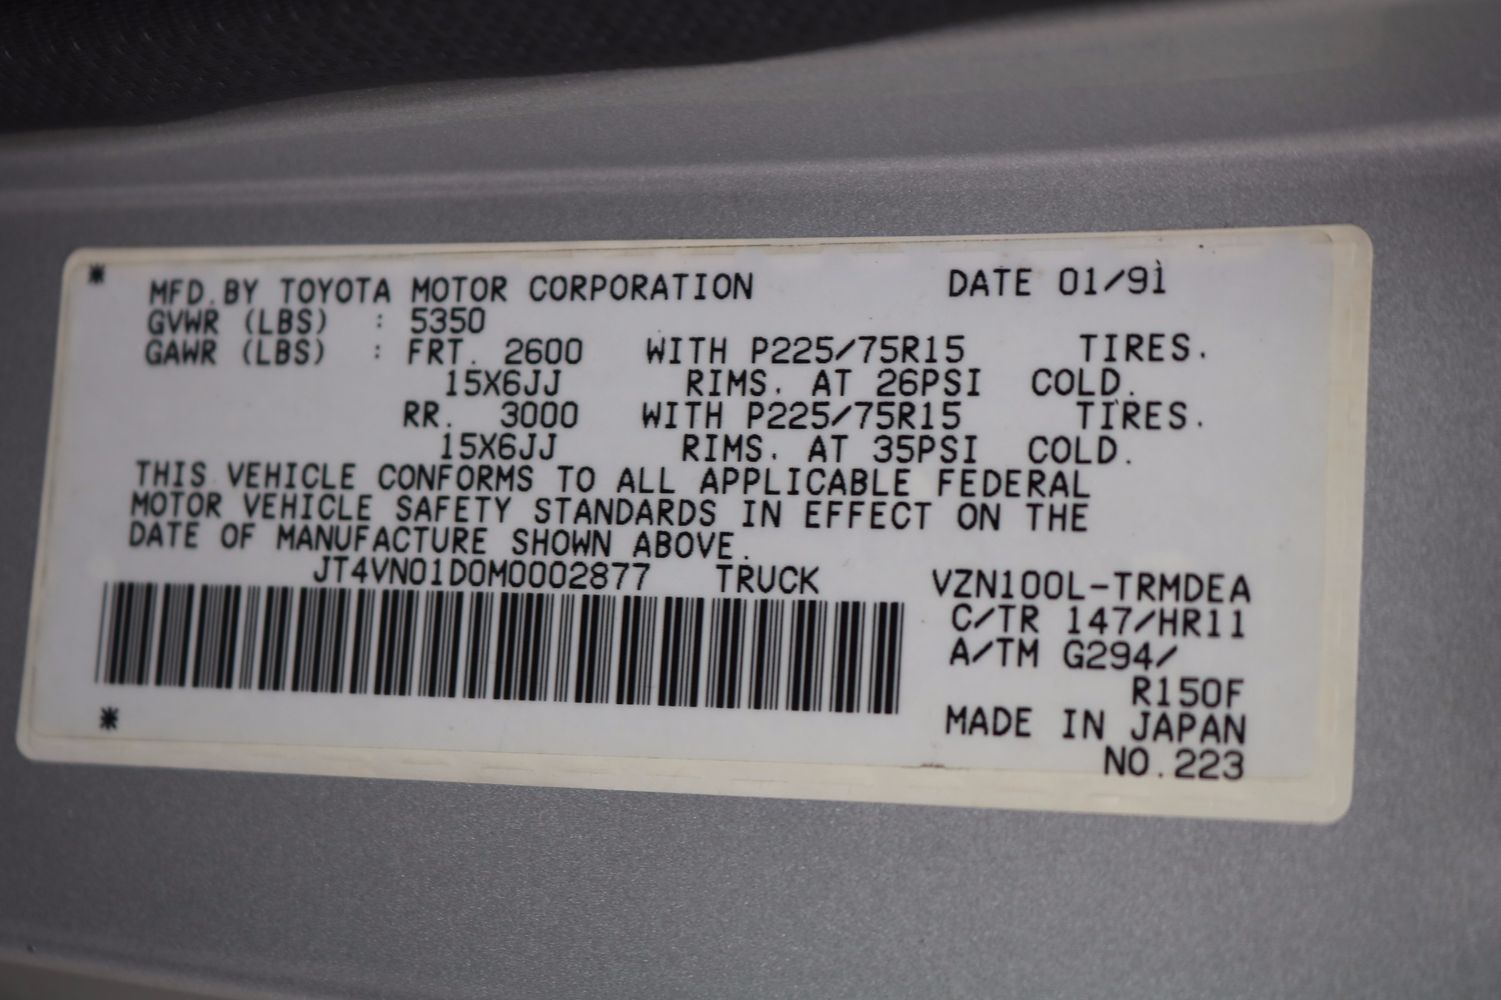 MFD. BY TOYOTA MOTOR CORPORATION DATE 01/91
GVWR (LBS) : 5350
GAWR (LBS) : FRT. 2600 WITH P225/75R15 TIRES.
15X6JJ RIMS. AT 26PSI COLD.
RR. 3000 WITH P225/75R15 TIRES.
15X6JJ RIMS. AT 35PSI COLD.
THIS VEHICLE CONFORMS TO ALL APPLICABLE FEDERAL
MOTOR VEHICLE SAFETY STANDARDS IN EFFECT ON THE
DATE OF MANUFACTURE SHOWN ABOVE.
JT4VN01D0M0002877 TRUCK VZN100L-TRMDEA
C/TR 147/HR11
A/TM G294/
R150F
MADE IN JAPAN
NO.223